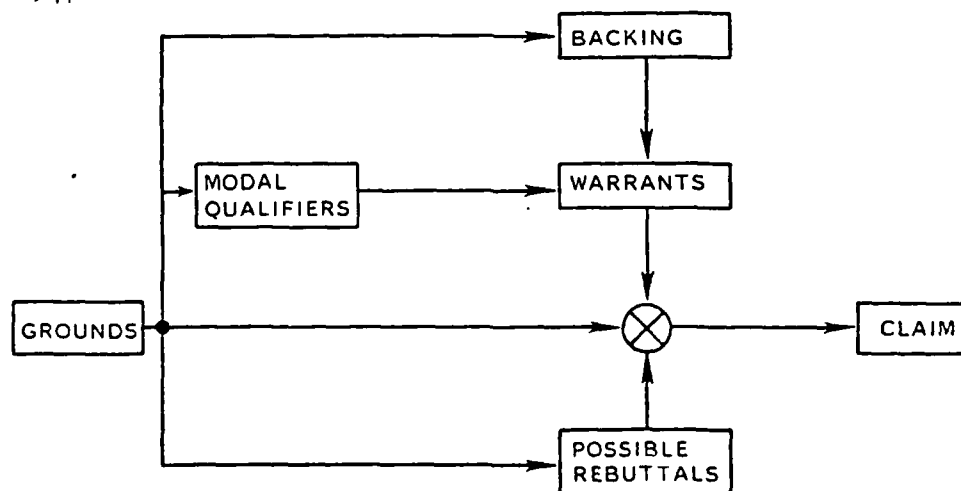 BACKING
MODAL
QUALIFIERS
WARRANTS
GROUNDS
CLAIM
POSSIBLE
REBUTTALS